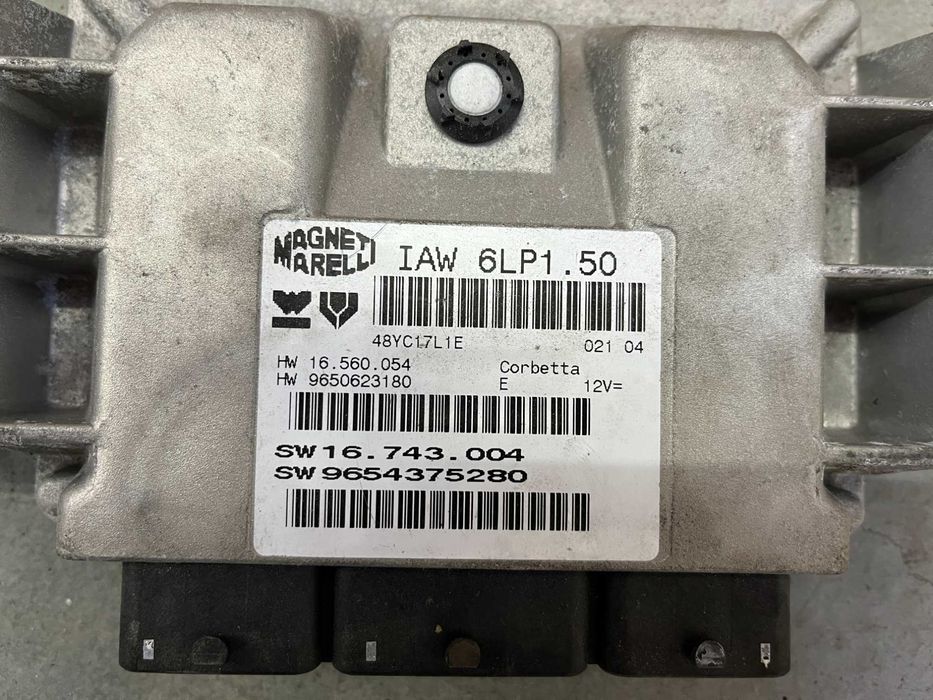 MAGNETI
MARELLI
IAW 6LP1.50
48YC17L1E 021 04
HW 16.560.054 Corbetta
HW 9650623180 E 12V=
SW 16.743.004
SW 9654375280